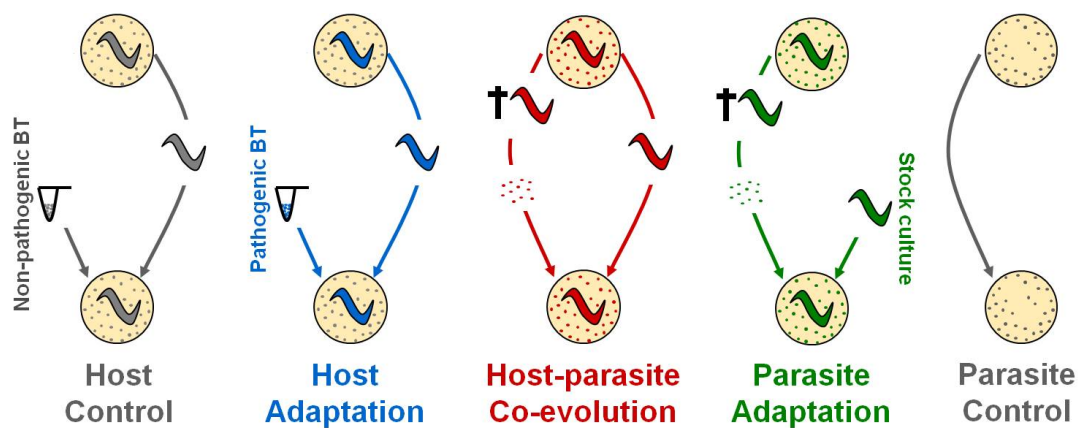 Non-pathogenic BT
Pathogenic BT
Stock culture
Host
Control
Host
Adaptation
Host-parasite
Co-evolution
Parasite
Adaptation
Parasite
Control